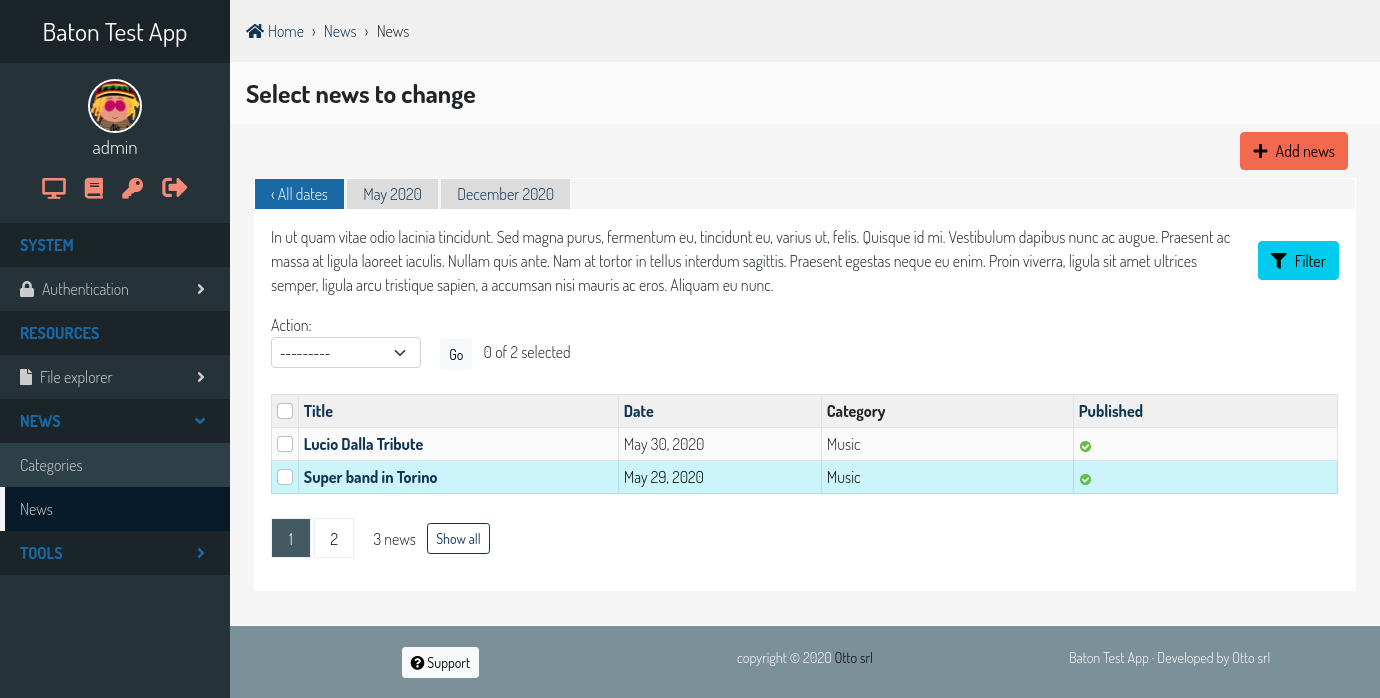 Baton Test App
Home › News › News
Select news to change
admin
Add news
SYSTEM
Authentication
RESOURCES
File explorer
NEWS
Categories
News
TOOLS
‹ All dates May 2020 December 2020
In ut quam vitae odio lacinia tincidunt. Sed magna purus, fermentum eu, tincidunt eu, varius ut, felis. Quisque id mi. Vestibulum dapibus nunc ac augue. Praesent ac
massa at ligula laoreet iaculis. Nullam quis ante. Nam at tortor in tellus interdum sagittis. Praesent egestas neque eu enim. Proin viverra, ligula sit amet ultrices
semper, ligula arcu tristique sapien, a accumsan nisi mauris ac eros. Aliquam eu nunc.
Filter
Action:
--------- Go 0 of 2 selected
Title Date Category Published
Lucio Dalla Tribute May 30, 2020 Music
Super band in Torino May 29, 2020 Music
1 2 3 news Show all
Support copyright © 2020 Otto srl Baton Test App · Developed by Otto srl